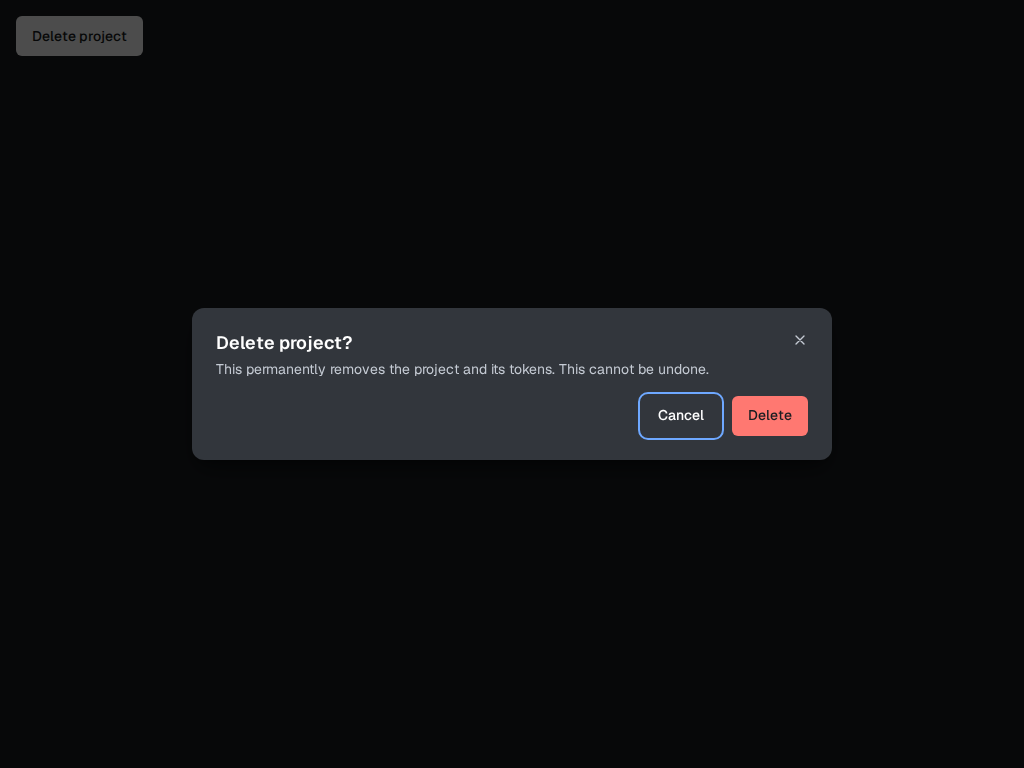 Delete project
Delete project?
This permanently removes the project and its tokens. This cannot be undone.
Cancel
Delete